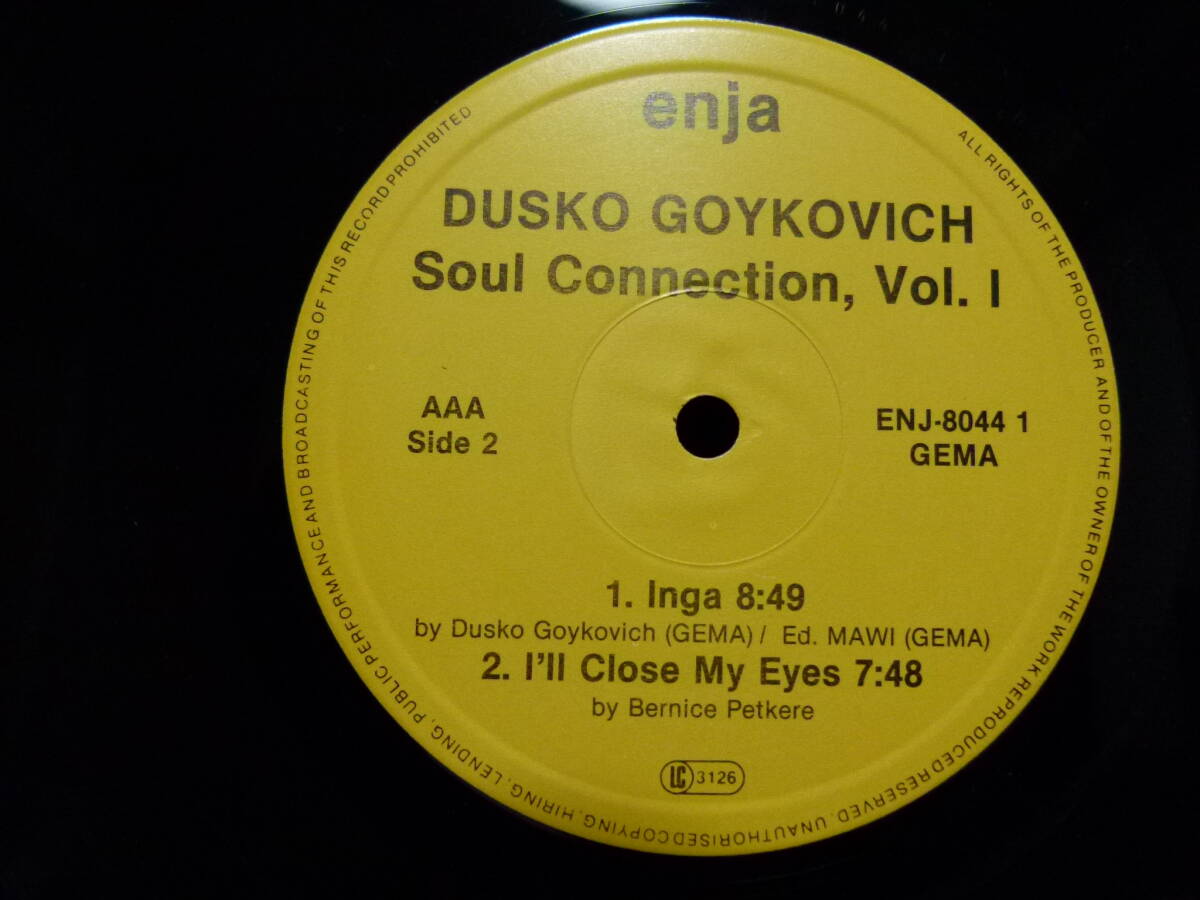 enja
DUSKO GOYKOVICH
Soul Connection, Vol. I
AAA
Side 2
ENJ-8044 1
GEMA
1. Inga 8:49
by Dusko Goykovich (GEMA) / Ed. MAWI (GEMA)
2. I'll Close My Eyes 7:48
by Bernice Petkere
LC 3126
ALL RIGHTS OF THE PRODUCER AND OF THE OWNER OF THE WORK REPRODUCED RESERVED. UNAUTHORISED COPYING, HIRING, LENDING, PUBLIC PERFORMANCE AND BROADCASTING OF THIS RECORD PROHIBITED